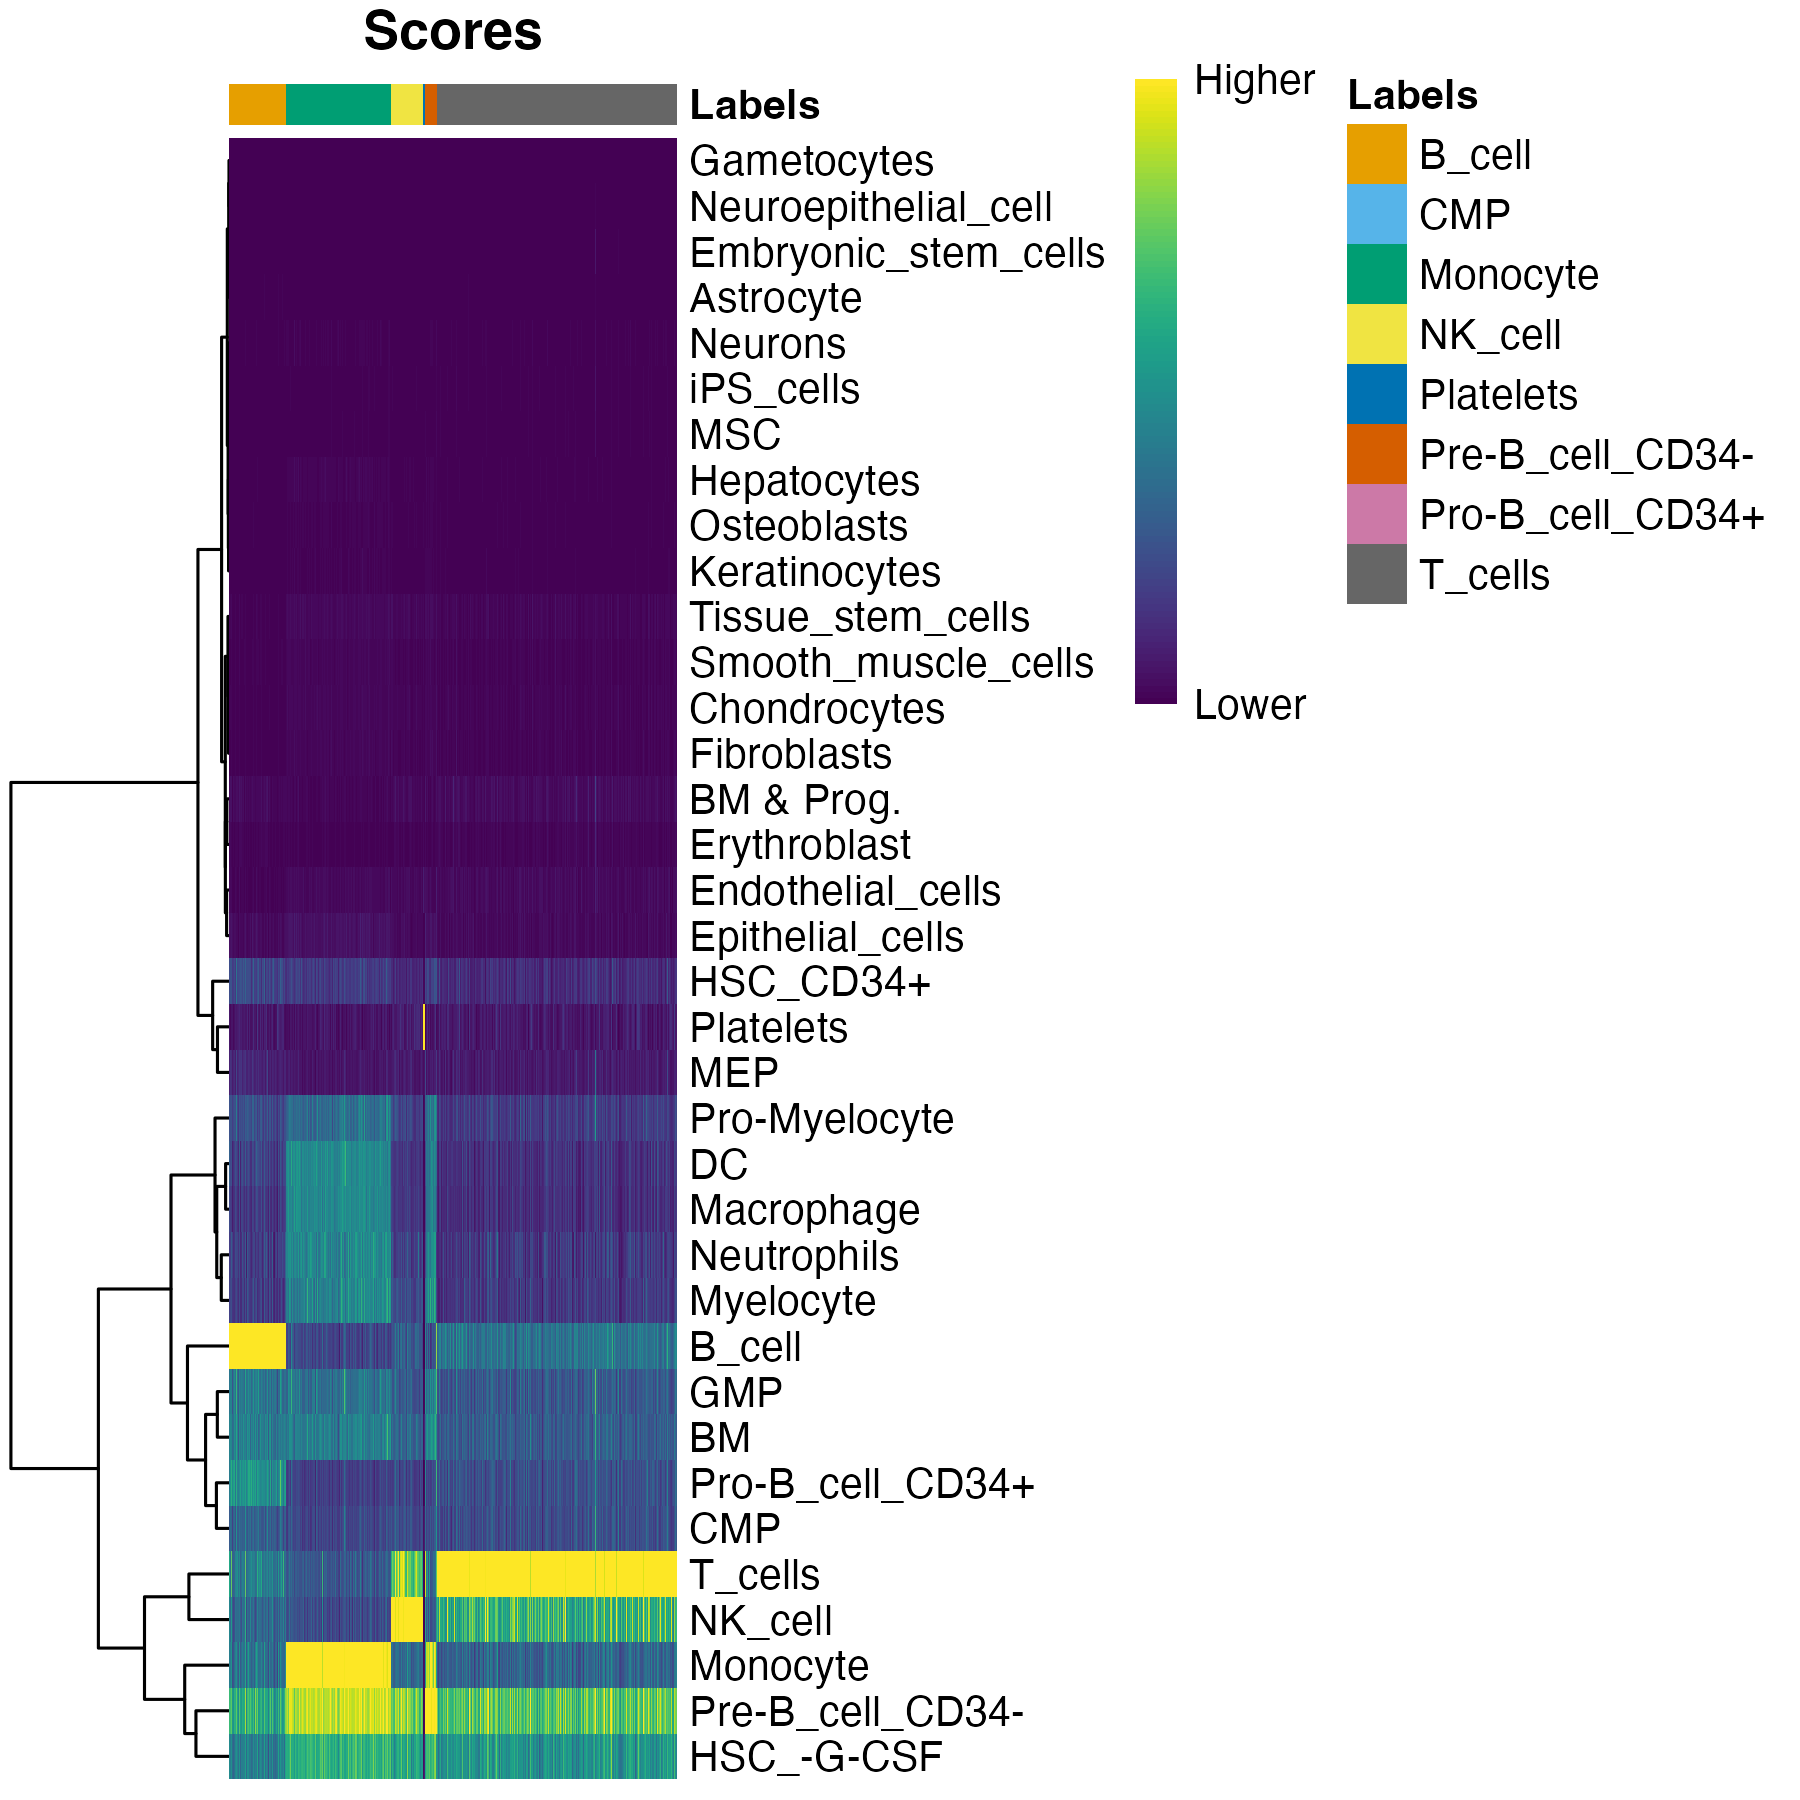 Scores
Labels
Gametocytes
Neuroepithelial_cell
Embryonic_stem_cells
Astrocyte
Neurons
iPS_cells
MSC
Hepatocytes
Osteoblasts
Keratinocytes
Tissue_stem_cells
Smooth_muscle_cells
Chondrocytes
Fibroblasts
BM & Prog.
Erythroblast
Endothelial_cells
Epithelial_cells
HSC_CD34+
Platelets
MEP
Pro-Myelocyte
DC
Macrophage
Neutrophils
Myelocyte
B_cell
GMP
BM
Pro-B_cell_CD34+
CMP
T_cells
NK_cell
Monocyte
Pre-B_cell_CD34-
HSC_-G-CSF
Higher
Lower
Labels
B_cell
CMP
Monocyte
NK_cell
Platelets
Pre-B_cell_CD34-
Pro-B_cell_CD34+
T_cells